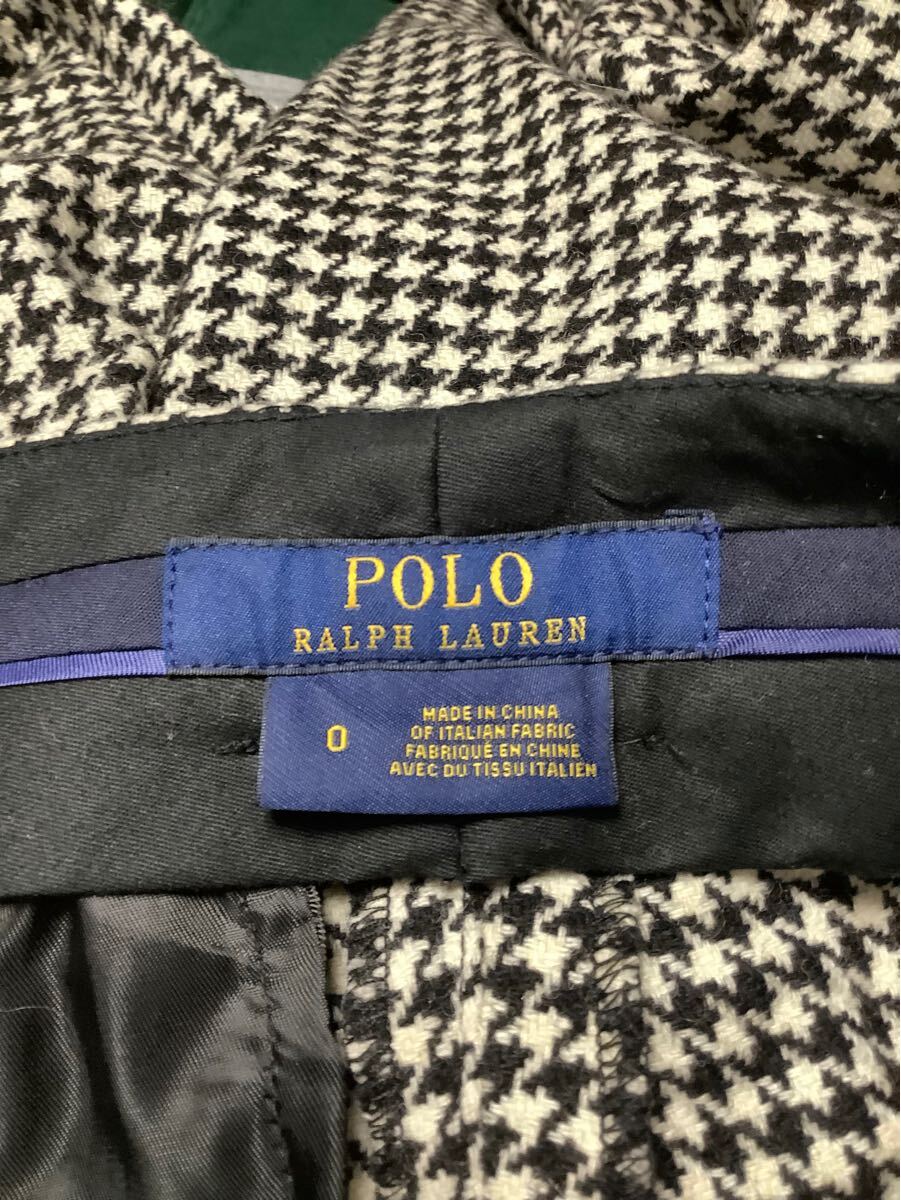 POLO
RALPH LAUREN
0
MADE IN CHINA
OF ITALIAN FABRIC
FABRIQUÉ EN CHINE
AVEC DU TISSU ITALIEN